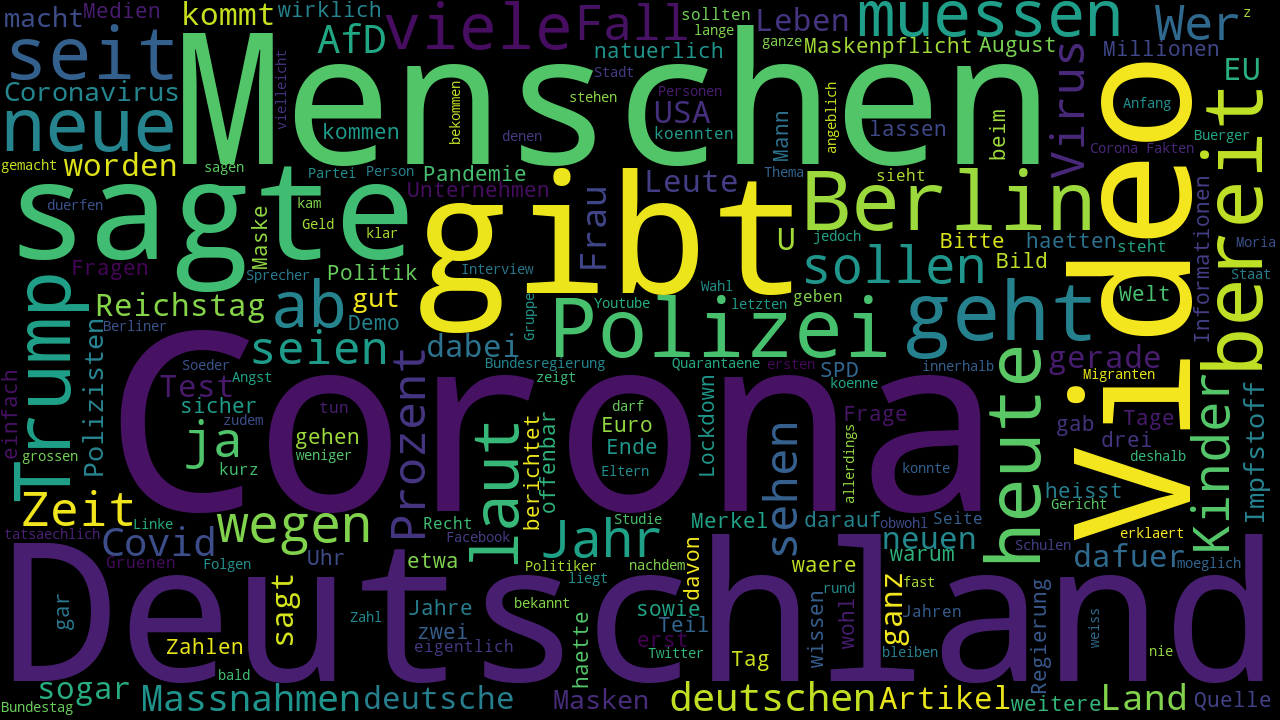 macht Medien kommt wirklich viele Fall sollten Leben muessen Wer z
seit AfD natuerlich lange ganze Maskenpflicht August Millionen
Menschen
Coronavirus vielleicht Stadt Personen Virus EU
neue kommen bekommen stehen USA koennten angeblich lassen beim Anfang Video
denen Mann Buerger bereit
gemacht worden sagen Partei Person Pandemie Thema sieht Corona Fakten
sagte gibt Unternehmen Frau Leute Berlin
duerfen kam Geld klar Maske jedoch U Bitte haetten steht Moria
Fragen Sprecher Politik Interview sollen Bild Informationen Staat
Trump Reichstag ab gut Gruppe Youtube Wahl letzten geben geht Welt
Berliner Demo Polizei
Polizisten seien dabei Bundesregierung Quarantaene ersten SPD innerhalb gerade
Corona
einfach Soeder Test Angst zeigt koenne Migranten Kinder
sicher tun Prozent darf Frage heute gab Tage Impfstoff
ja zudem gehen Euro Lockdown drei
grossen kurz weniger laut berichtet offenbar Ende Eltern sehen allerdings konnte deshalb
Zeit heisst Gericht
tatsaechlich Linke wegen Recht Studie Merkel darauf obwohl Seite erklaert
Covid Facebook Jahr neuen Schulen
Gruenen Folgen Uhr etwa Politiker nachdem davon waere warum dafuer moeglich
Deutschland
gar sagt liegt rund ganz fast
Zahl Jahre bekannt sowie wissen wohl Jahren Regierung weiss
Zahlen zwei eigentlich haette Teil erst Twitter Tag bleiben nie
bald
Bundestag sogar Massnahmen deutsche Masken deutschen Artikel weitere Land Quelle